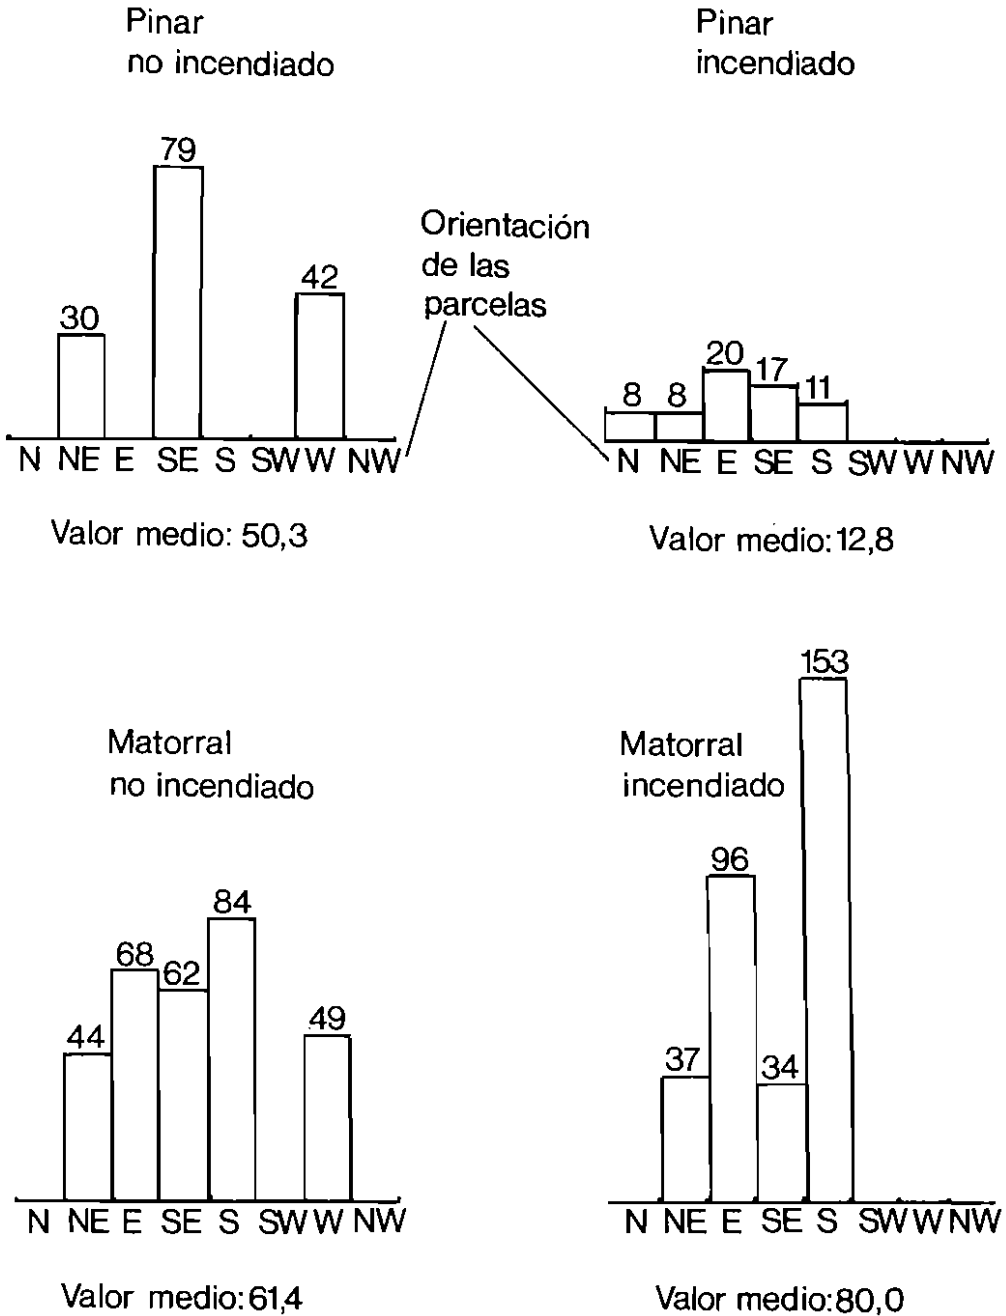 Pinar
no incendiado
79
42
30
N NE E SE S SW W NW
Valor medio: 50,3
Orientación
de las
parcelas
Pinar
incendiado
20
17
11
8 8
N NE E SE S SW W NW
Valor medio: 12,8
Matorral
no incendiado
84
68
62
49
44
N NE E SE S SW W NW
Valor medio: 61,4
Matorral
incendiado
153
96
37
34
N NE E SE S SW W NW
Valor medio: 80,0